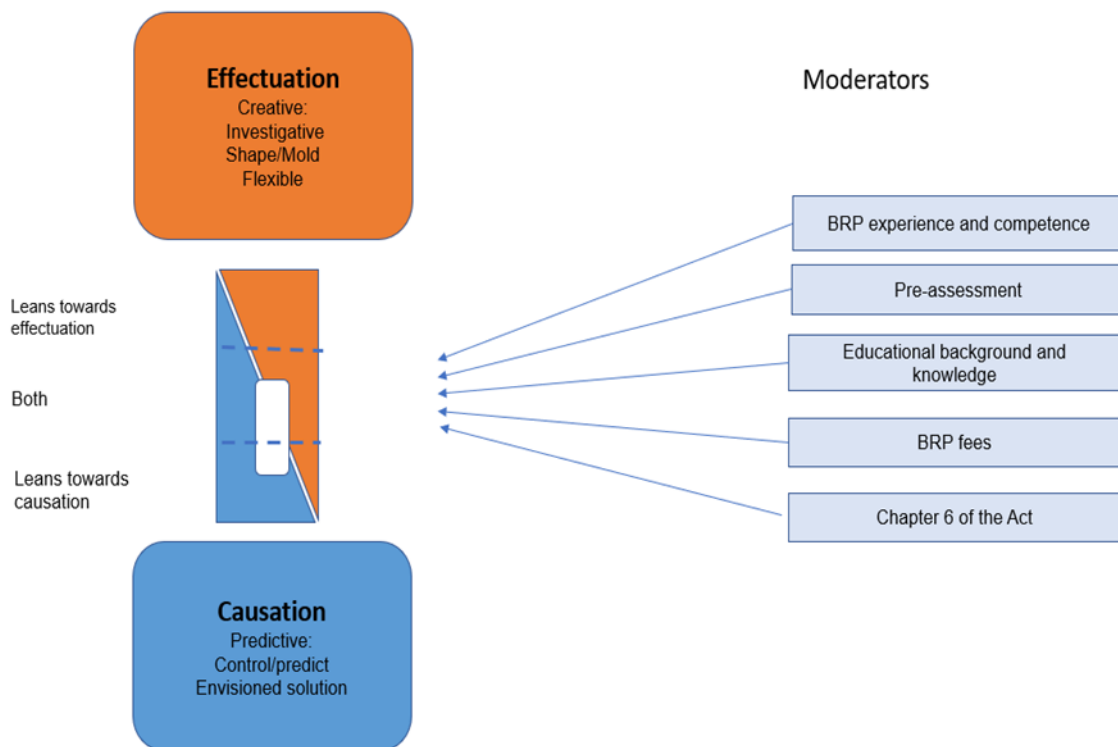 Effectuation
Creative:
Investigative
Shape/Mold
Flexible
Leans towards
effectuation
Both
Leans towards
causation
Causation
Predictive:
Control/predict
Envisioned solution
Moderators
BRP experience and competence
Pre-assessment
Educational background and
knowledge
BRP fees
Chapter 6 of the Act